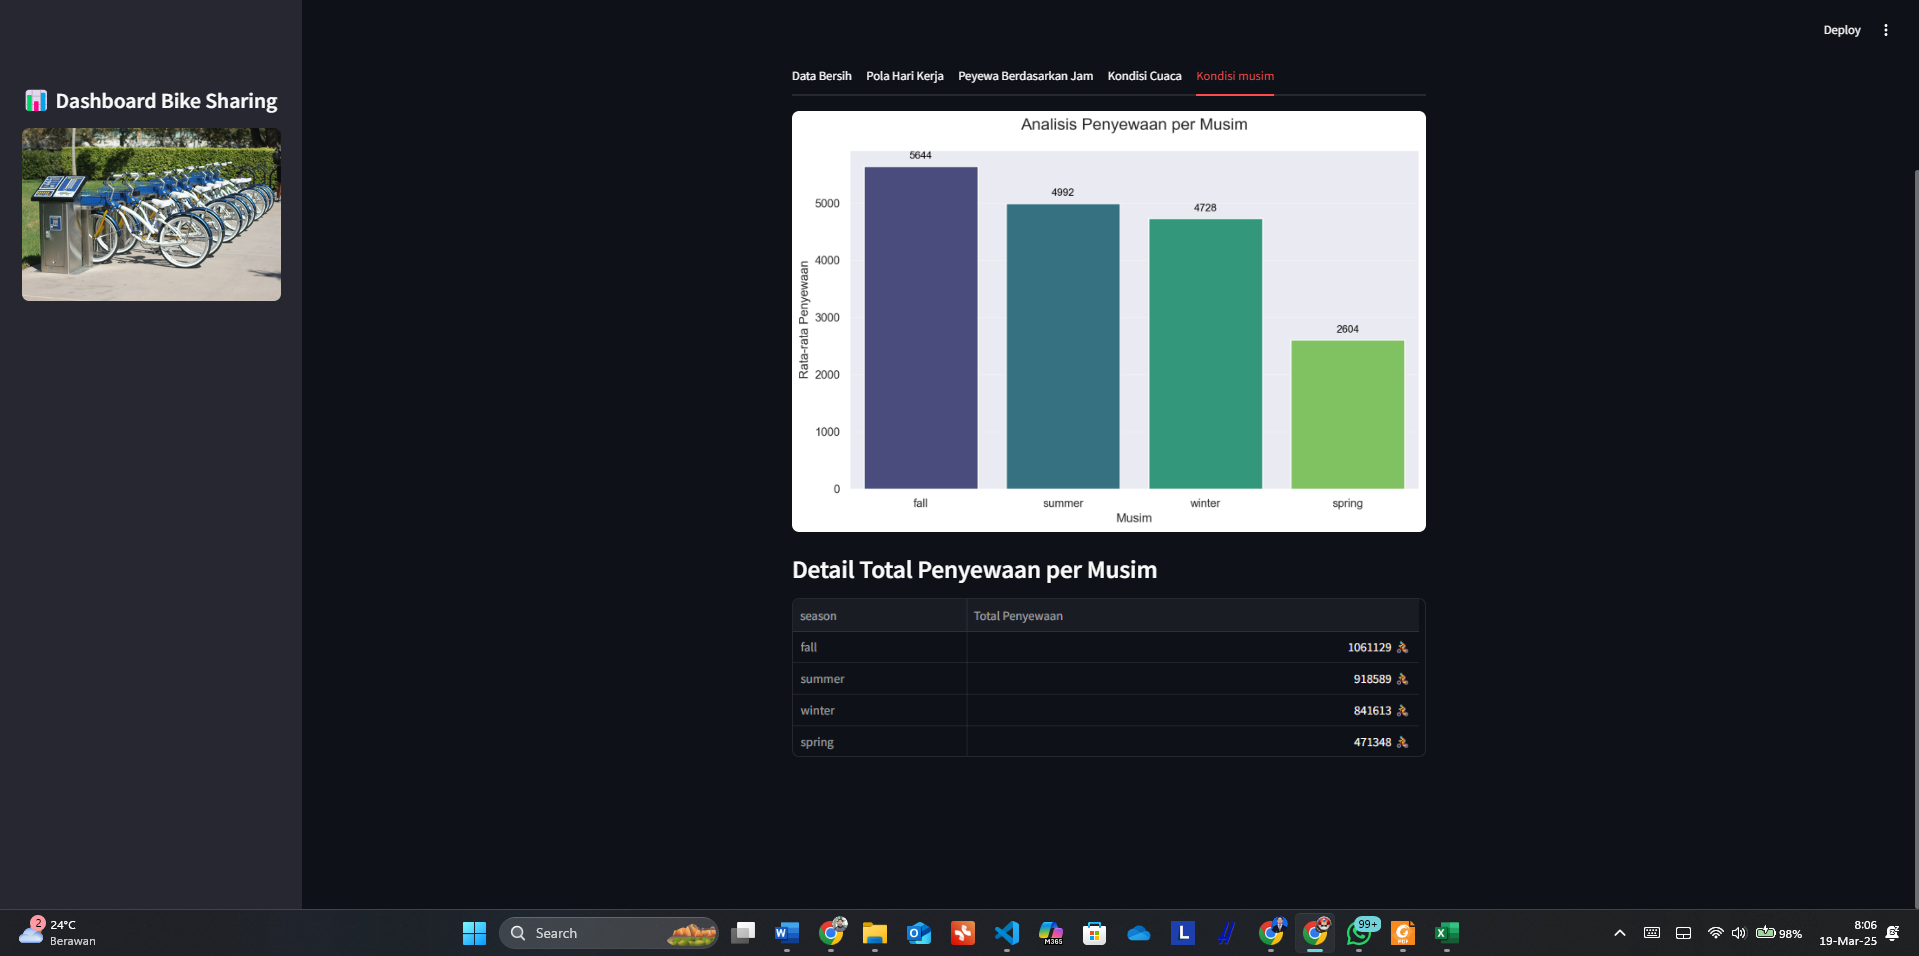 Deploy
Dashboard Bike Sharing
Data Bersih
Pola Hari Kerja
Peyewa Berdasarkan Jam
Kondisi Cuaca
Kondisi musim
Analisis Penyewaan per Musim
5644
4992
4728
2604
5000
4000
3000
2000
1000
0
Rata-rata Penyewaan
fall
summer
winter
spring
Musim
Detail Total Penyewaan per Musim
season
Total Penyewaan
fall
1061129
summer
918589
winter
841613
spring
471348
2
24°C
Berawan
Search
M365
L
99+
PDF
98%
8:06
19-Mar-25